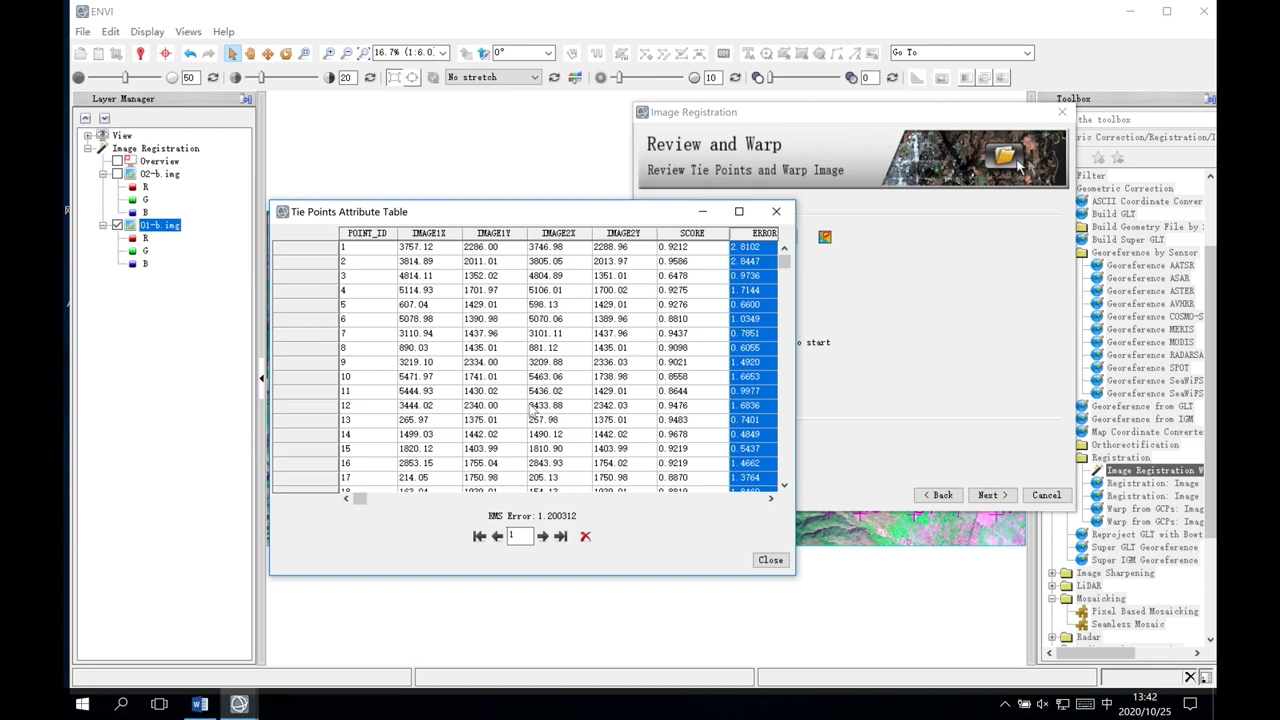 ENVI
File Edit Display Views Help
16.7% (1:6.0
0°
Go To
50
20
No stretch
10
0
Layer Manager
View
Image Registration
Overview
02-b.img
R
G
B
01-b.img
R
G
B
Image Registration
Review and Warp
Review Tie Points and Warp Image
o start
< Back Next > Cancel
Tie Points Attribute Table
POINT_ID IMAGE1X IMAGE1Y IMAGE2X IMAGE2Y SCORE ERROR
1 3757.12 2286.00 3746.98 2288.96 0.9212 2.8102
2 3814.89 2011.01 3805.05 2013.97 0.9586 2.8447
3 4814.11 1352.02 4804.89 1351.01 0.6478 0.9736
4 5114.93 1701.97 5106.01 1700.02 0.9275 1.7144
5 607.04 1429.01 598.13 1429.01 0.9276 0.6600
6 5078.98 1390.98 5070.06 1389.96 0.8810 1.0349
7 3110.94 1437.96 3101.11 1437.96 0.9437 0.7851
8 890.03 1435.01 881.12 1435.01 0.9098 0.6055
9 3219.10 2334.00 3209.88 2336.03 0.9021 1.4920
10 5471.97 1741.01 5463.06 1738.98 0.8558 1.6653
11 5444.93 1430.02 5436.02 1429.01 0.8644 0.9977
12 3444.02 2340.00 3433.88 2342.03 0.9476 1.6836
13 265.97 1375.01 257.98 1375.01 0.9483 0.7401
14 1499.03 1442.02 1490.12 1442.02 0.9678 0.4849
15 1820.12 1403.99 1810.90 1403.99 0.9219 0.5437
16 2853.15 1755.04 2843.93 1754.02 0.9219 1.4662
17 214.05 1750.98 205.13 1750.98 0.8870 1.3764
RMS Error:1.200312
1
Close
Toolbox
the toolbox
ric Correction/Registration/I
Filter
Geometric Correction
ASCII Coordinate Conver
Build GLT
Build Geometry File by
Build Super GLT
Georeference by Sensor
Georeference AATSR
Georeference ASAR
Georeference ASTER
Georeference AVHRR
Georeference COSMO-S
Georeference MERIS
Georeference MODIS
Georeference RADARSA
Georeference SPOT
Georeference SeaWiFS
Georeference SeaWiFS
Georeference from GLT
Georeference from IGM
Map Coordinate Converte
Orthorectification
Registration
Image Registration W
Registration: Image
Registration: Image
Warp from GCPs: Imag
Warp from GCPs: Imag
Reproject GLT with Bowt
Super GLT Georeference
Super IGM Georeference
Image Sharpening
LiDAR
Mosaicking
Pixel Based Mosaicking
Seamless Mosaic
Radar
中
13:42
2020/10/25